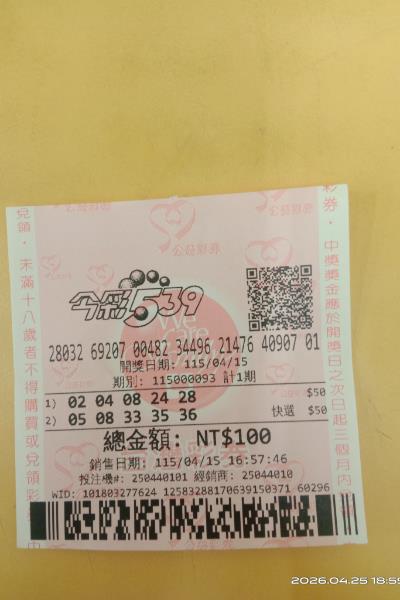 公益彩券
今彩539
28032 69207 00482 34496 21476 40907 01
開獎日期: 115/04/15
期別: 115000093 計1期
1) 02 04 08 24 28 $50
2) 05 08 33 35 36 快選 $50
總金額: NT$100
銷售日期: 115/04/15 16:57:46
投注機#: 250440101 經銷商: 25044010
WID: 101803277624 12583288170639150371 60296
兌領．未滿十八歲者不得購買或兌領彩
彩券．中獎獎金應於開獎日之次日起三個月內
2026.04.25 18:59